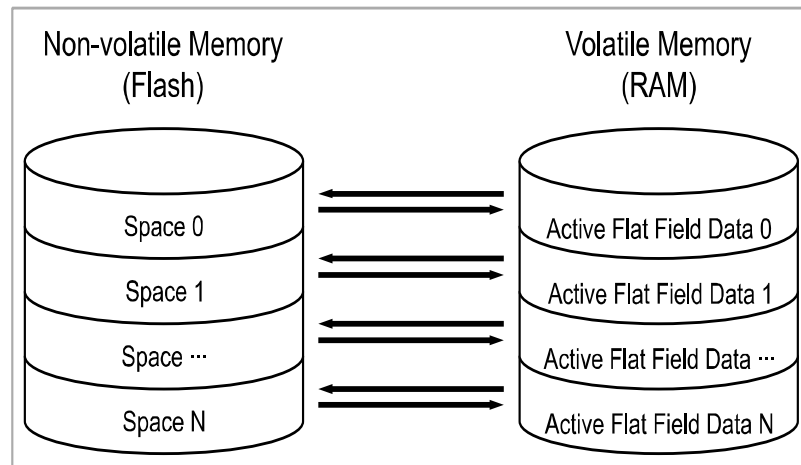 Non-volatile Memory
(Flash)
Space 0
Space 1
Space ···
Space N
Volatile Memory
(RAM)
Active Flat Field Data 0
Active Flat Field Data 1
Active Flat Field Data ···
Active Flat Field Data N